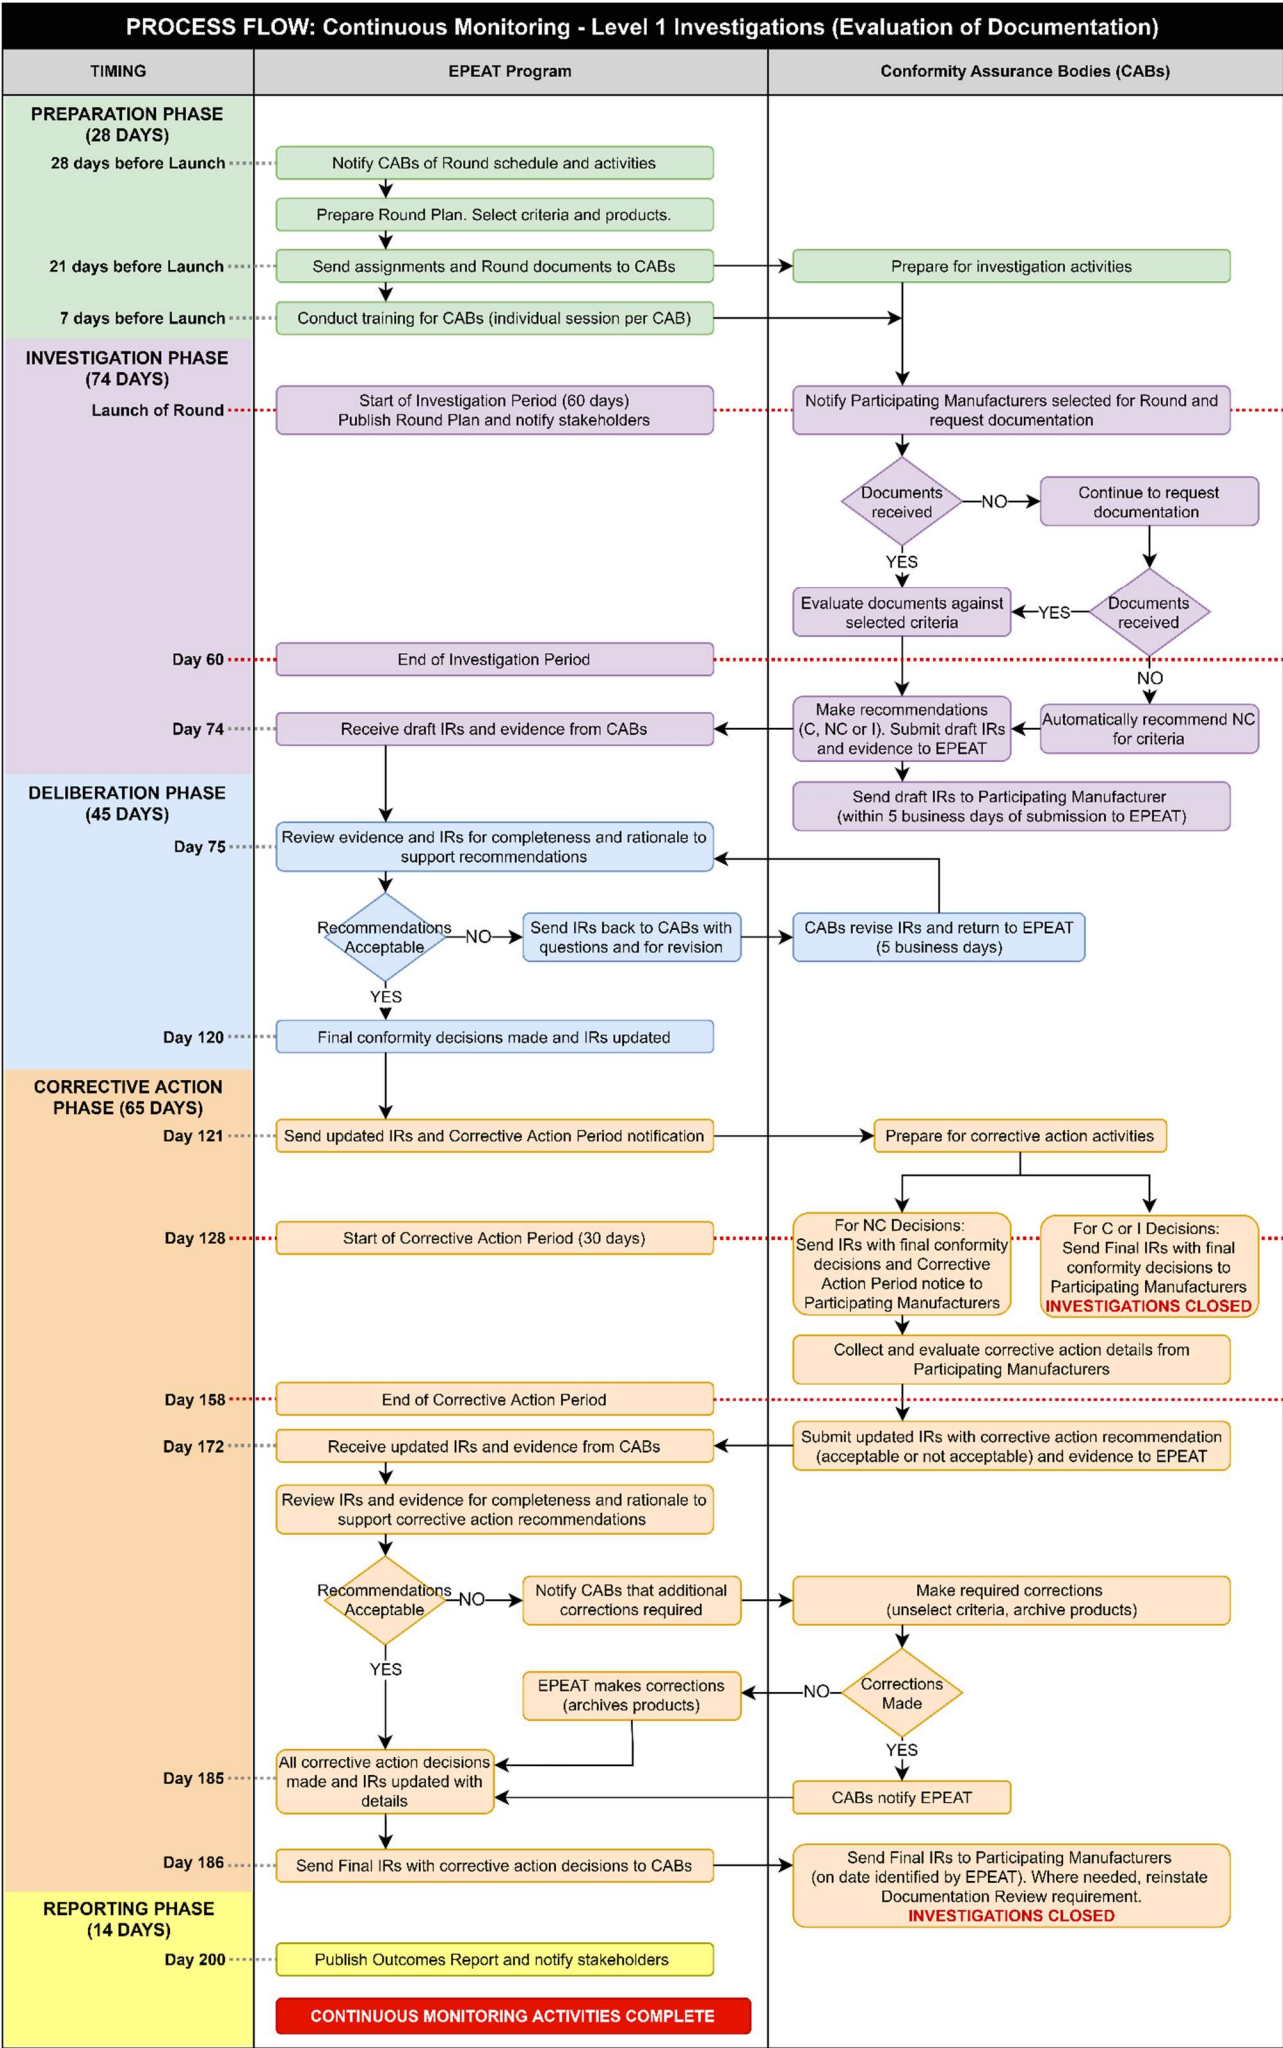 PROCESS FLOW: Continuous Monitoring - Level 1 Investigations (Evaluation of Documentation)
TIMING
EPEAT Program
Conformity Assurance Bodies (CABs)
PREPARATION PHASE
(28 DAYS)
28 days before Launch
Notify CABs of Round schedule and activities
Prepare Round Plan. Select criteria and products.
21 days before Launch
Send assignments and Round documents to CABs
Prepare for investigation activities
7 days before Launch
Conduct training for CABs (individual session per CAB)
INVESTIGATION PHASE
(74 DAYS)
Launch of Round
Start of Investigation Period (60 days)
Publish Round Plan and notify stakeholders
Notify Participating Manufacturers selected for Round and
request documentation
Documents
received
NO
Continue to request
documentation
YES
Evaluate documents against
selected criteria
YES
Documents
received
Day 60
End of Investigation Period
NO
Day 74
Receive draft IRs and evidence from CABs
Make recommendations
(C, NC or I). Submit draft IRs
and evidence to EPEAT
Automatically recommend NC
for criteria
Send draft IRs to Participating Manufacturer
(within 5 business days of submission to EPEAT)
DELIBERATION PHASE
(45 DAYS)
Day 75
Review evidence and IRs for completeness and rationale to
support recommendations
Recommendations
Acceptable
NO
Send IRs back to CABs with
questions and for revision
CABs revise IRs and return to EPEAT
(5 business days)
YES
Day 120
Final conformity decisions made and IRs updated
CORRECTIVE ACTION
PHASE (65 DAYS)
Day 121
Send updated IRs and Corrective Action Period notification
Prepare for corrective action activities
Day 128
Start of Corrective Action Period (30 days)
For NC Decisions:
Send IRs with final conformity
decisions and Corrective
Action Period notice to
Participating Manufacturers
For C or I Decisions:
Send Final IRs with final
conformity decisions to
Participating Manufacturers
INVESTIGATIONS CLOSED
Collect and evaluate corrective action details from
Participating Manufacturers
Day 158
End of Corrective Action Period
Day 172
Receive updated IRs and evidence from CABs
Submit updated IRs with corrective action recommendation
(acceptable or not acceptable) and evidence to EPEAT
Review IRs and evidence for completeness and rationale to
support corrective action recommendations
Recommendations
Acceptable
NO
Notify CABs that additional
corrections required
Make required corrections
(unselect criteria, archive products)
YES
EPEAT makes corrections
(archives products)
NO
Corrections
Made
YES
Day 185
All corrective action decisions
made and IRs updated with
details
CABs notify EPEAT
Day 186
Send Final IRs with corrective action decisions to CABs
Send Final IRs to Participating Manufacturers
(on date identified by EPEAT). Where needed, reinstate
Documentation Review requirement.
INVESTIGATIONS CLOSED
REPORTING PHASE
(14 DAYS)
Day 200
Publish Outcomes Report and notify stakeholders
CONTINUOUS MONITORING ACTIVITIES COMPLETE